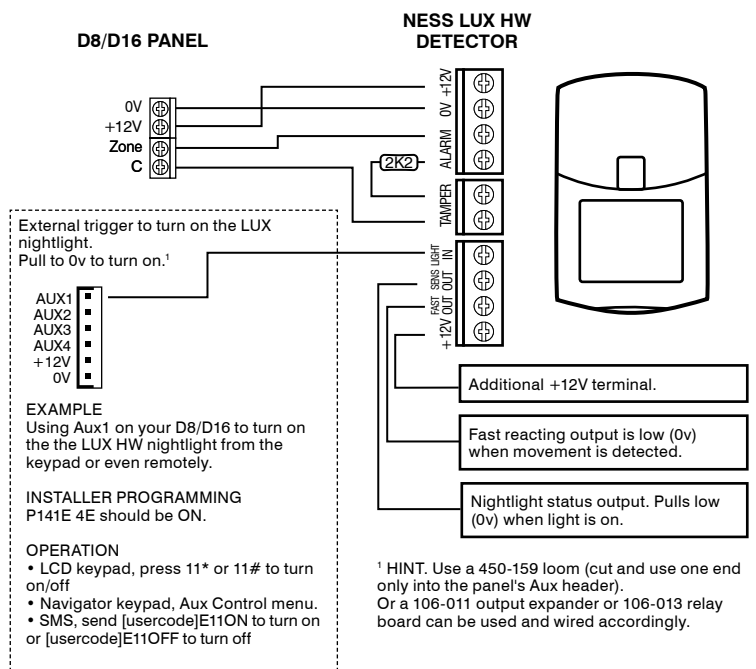 D8/D16 PANEL
NESS LUX HW
DETECTOR
0V
+12V
Zone
C
+12V
0V
ALARM
2K2
TAMPER
LIGHT
IN
SENS
OUT
FAST
OUT
+12V
External trigger to turn on the LUX
nightlight.
Pull to 0v to turn on.¹
AUX1
AUX2
AUX3
AUX4
+12V
0V
EXAMPLE
Using Aux1 on your D8/D16 to turn on
the the LUX HW nightlight from the
keypad or even remotely.
INSTALLER PROGRAMMING
P141E 4E should be ON.
OPERATION
• LCD keypad, press 11* or 11# to turn
on/off
• Navigator keypad, Aux Control menu.
• SMS, send [usercode]E11ON to turn on
or [usercode]E11OFF to turn off
Additional +12V terminal.
Fast reacting output is low (0v)
when movement is detected.
Nightlight status output. Pulls low
(0v) when light is on.
¹ HINT. Use a 450-159 loom (cut and use one end
only into the panel's Aux header).
Or a 106-011 output expander or 106-013 relay
board can be used and wired accordingly.